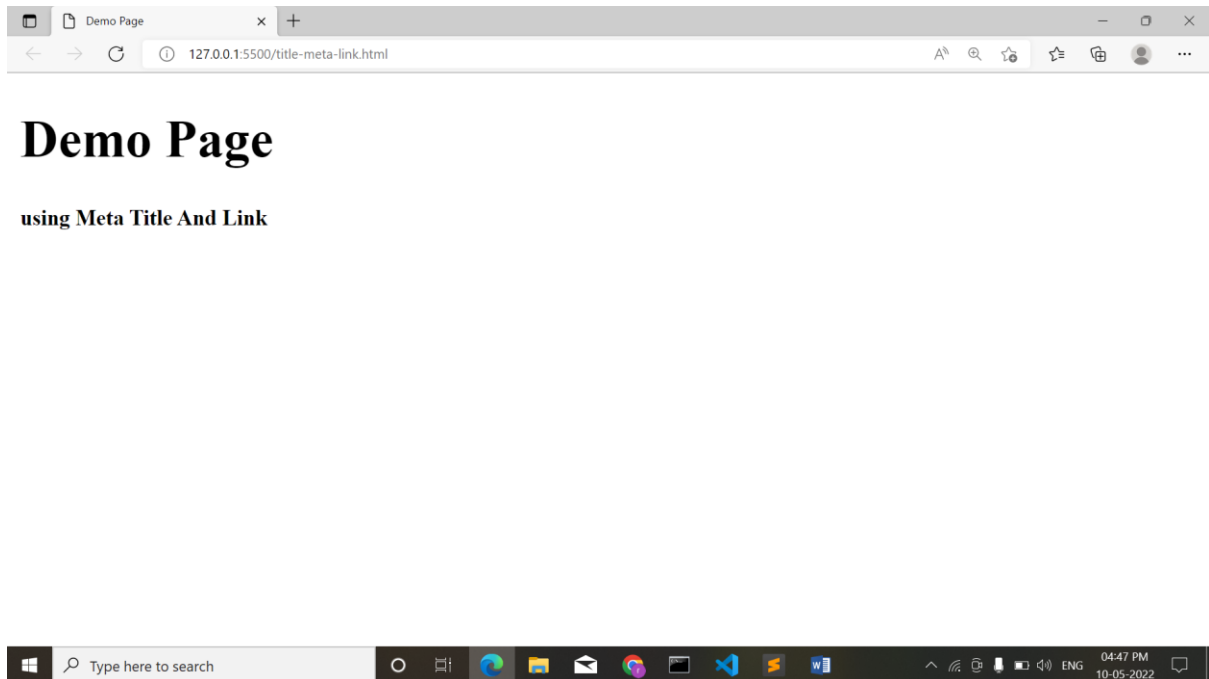 Demo Page
127.0.0.1:5500/title-meta-link.html
Demo Page
using Meta Title And Link
Type here to search
ENG
04:47 PM
10-05-2022